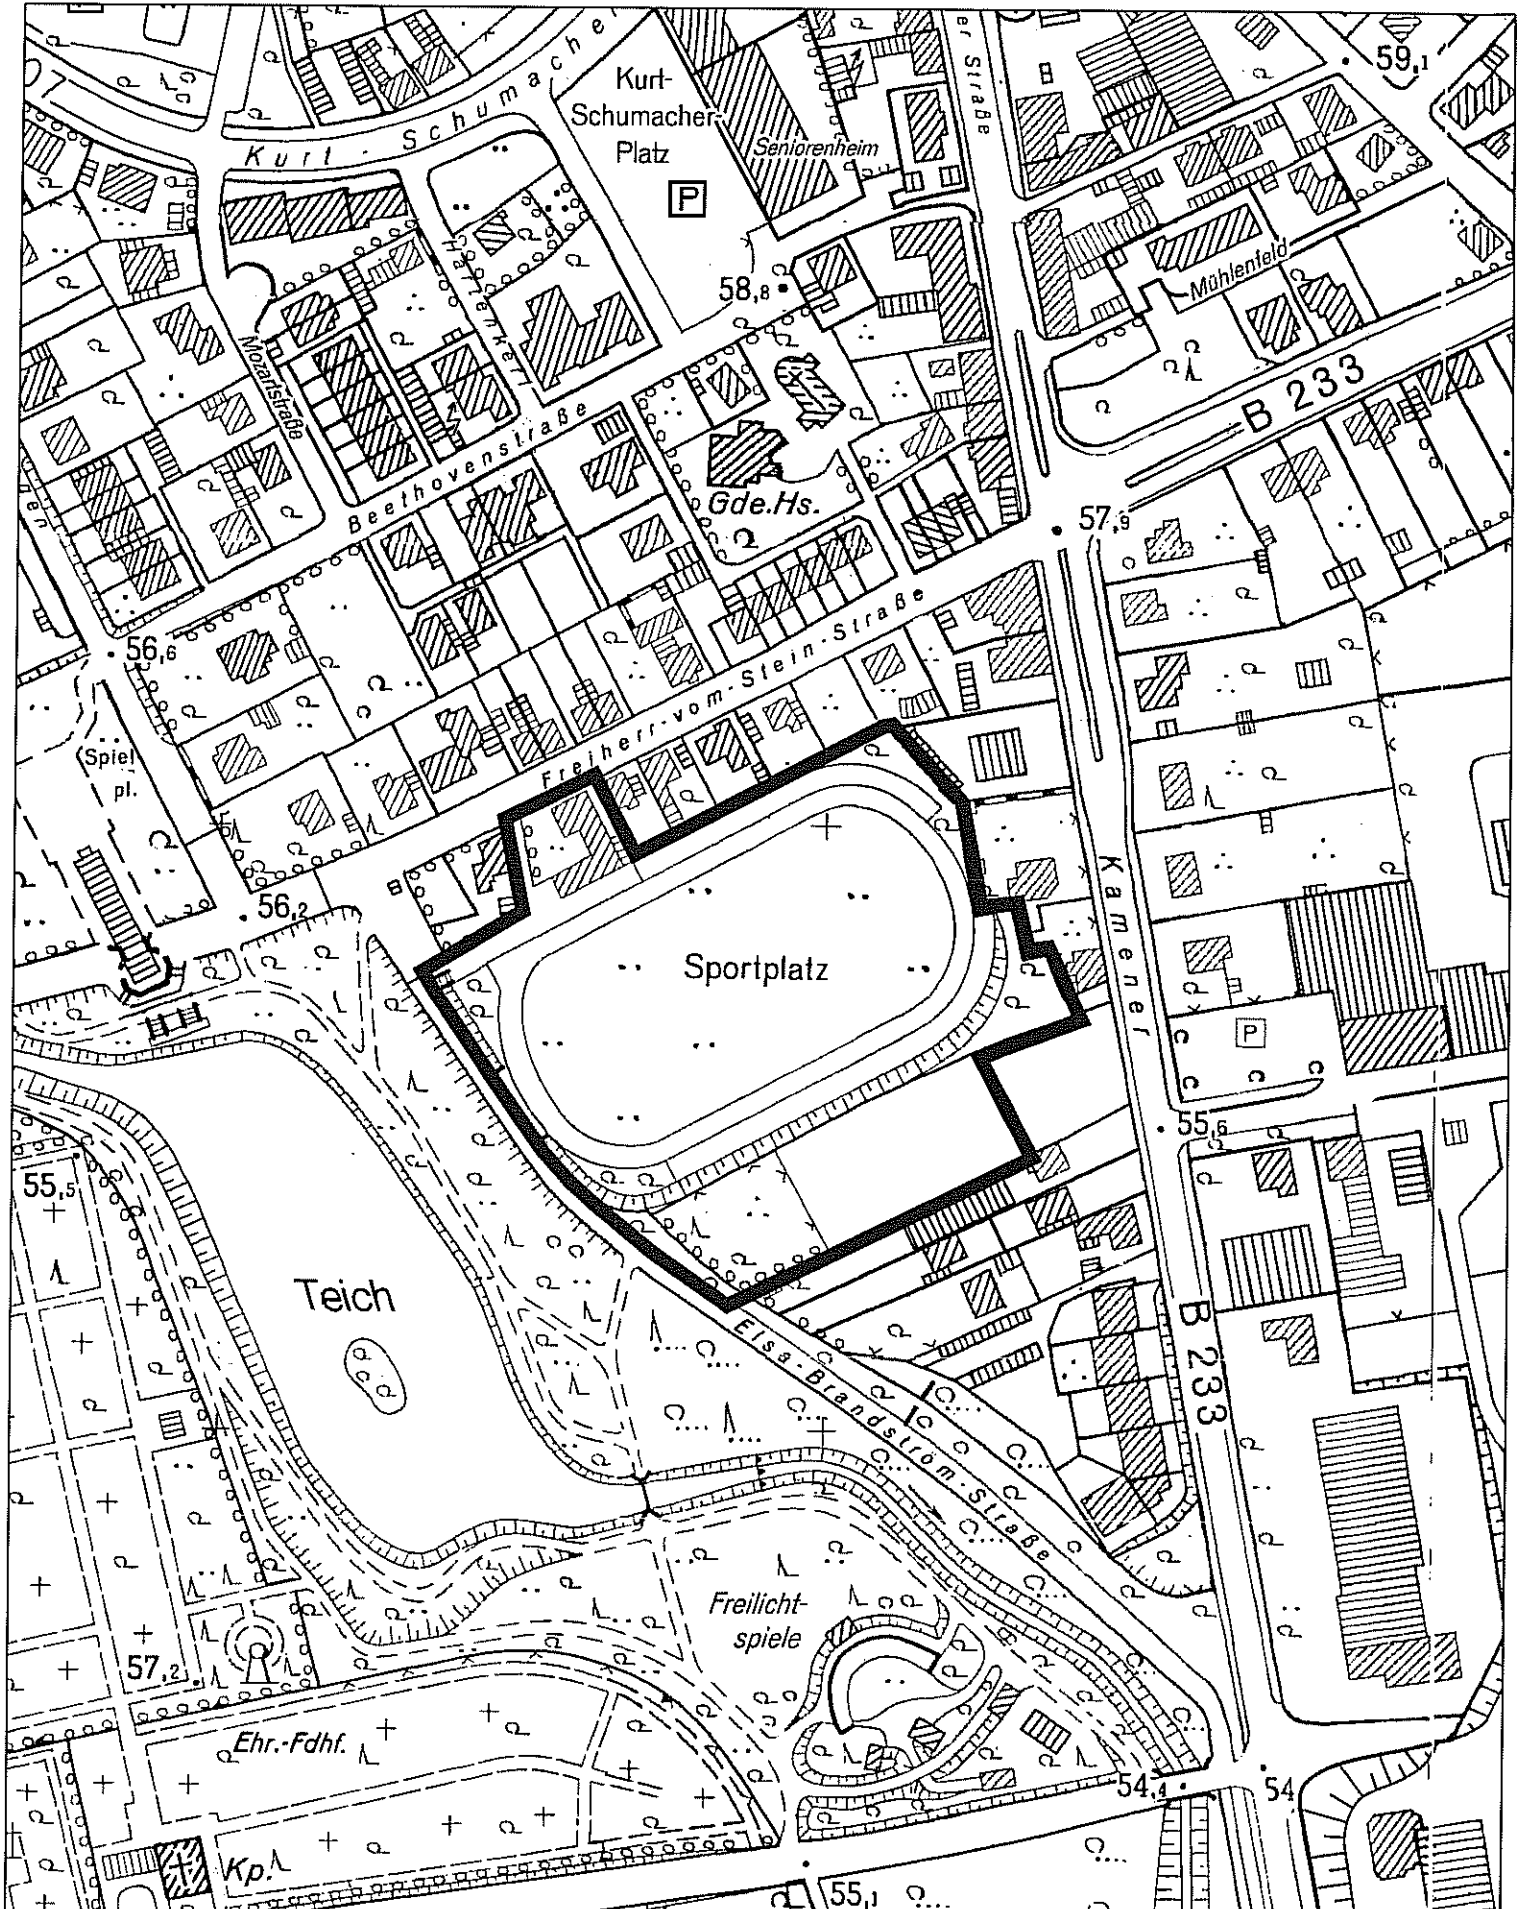 59,1
Kurt-
Schumacher-
Platz
P
Seniorenheim
er Straße
Kurt-Schumacher
Harlenkerl
58,8
Mühlenfeld
Mozartstraße
B 233
Beethovenstraße
Gde.Hs.
57,9
56,6
Freiherr-vom-Stein-Straße
Spiel
pl.
56,2
Sportplatz
Kamener
P
55,6
55,5
Teich
Elsa-Brandström-Straße
B 233
Freilicht-
spiele
57,2
Ehr.-Fdhf.
54,4
54
Kp.
55,1